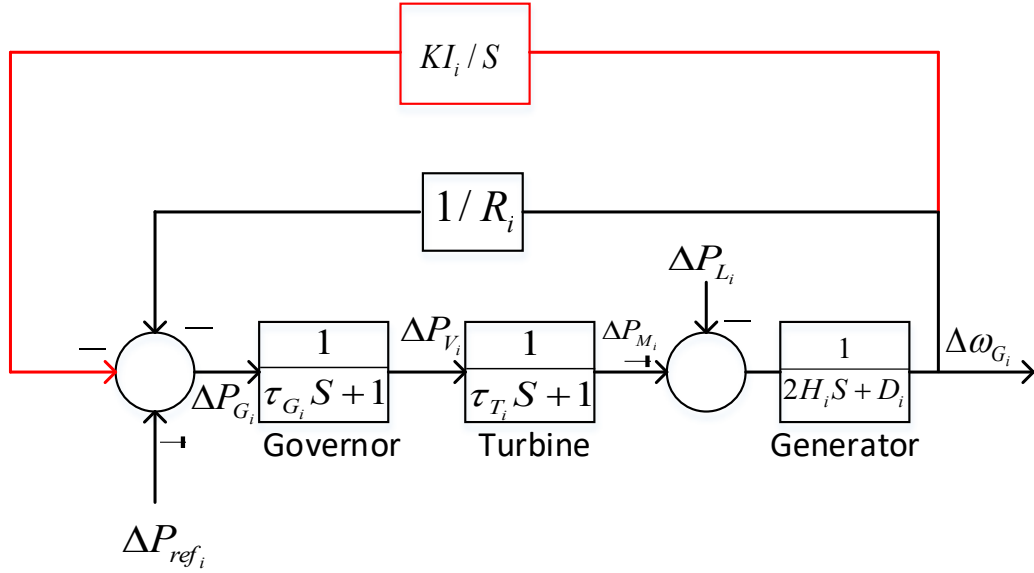 KI_i / S
1 / R_i
ΔP_{L_i}
−
−
−
ΔP_{G_i}
1
τ_{G_i} S + 1
Governor
ΔP_{V_i}
1
τ_{T_i} S + 1
Turbine
ΔP_{M_i}
1
2H_i S + D_i
Generator
Δω_{G_i}
ΔP_{ref_i}